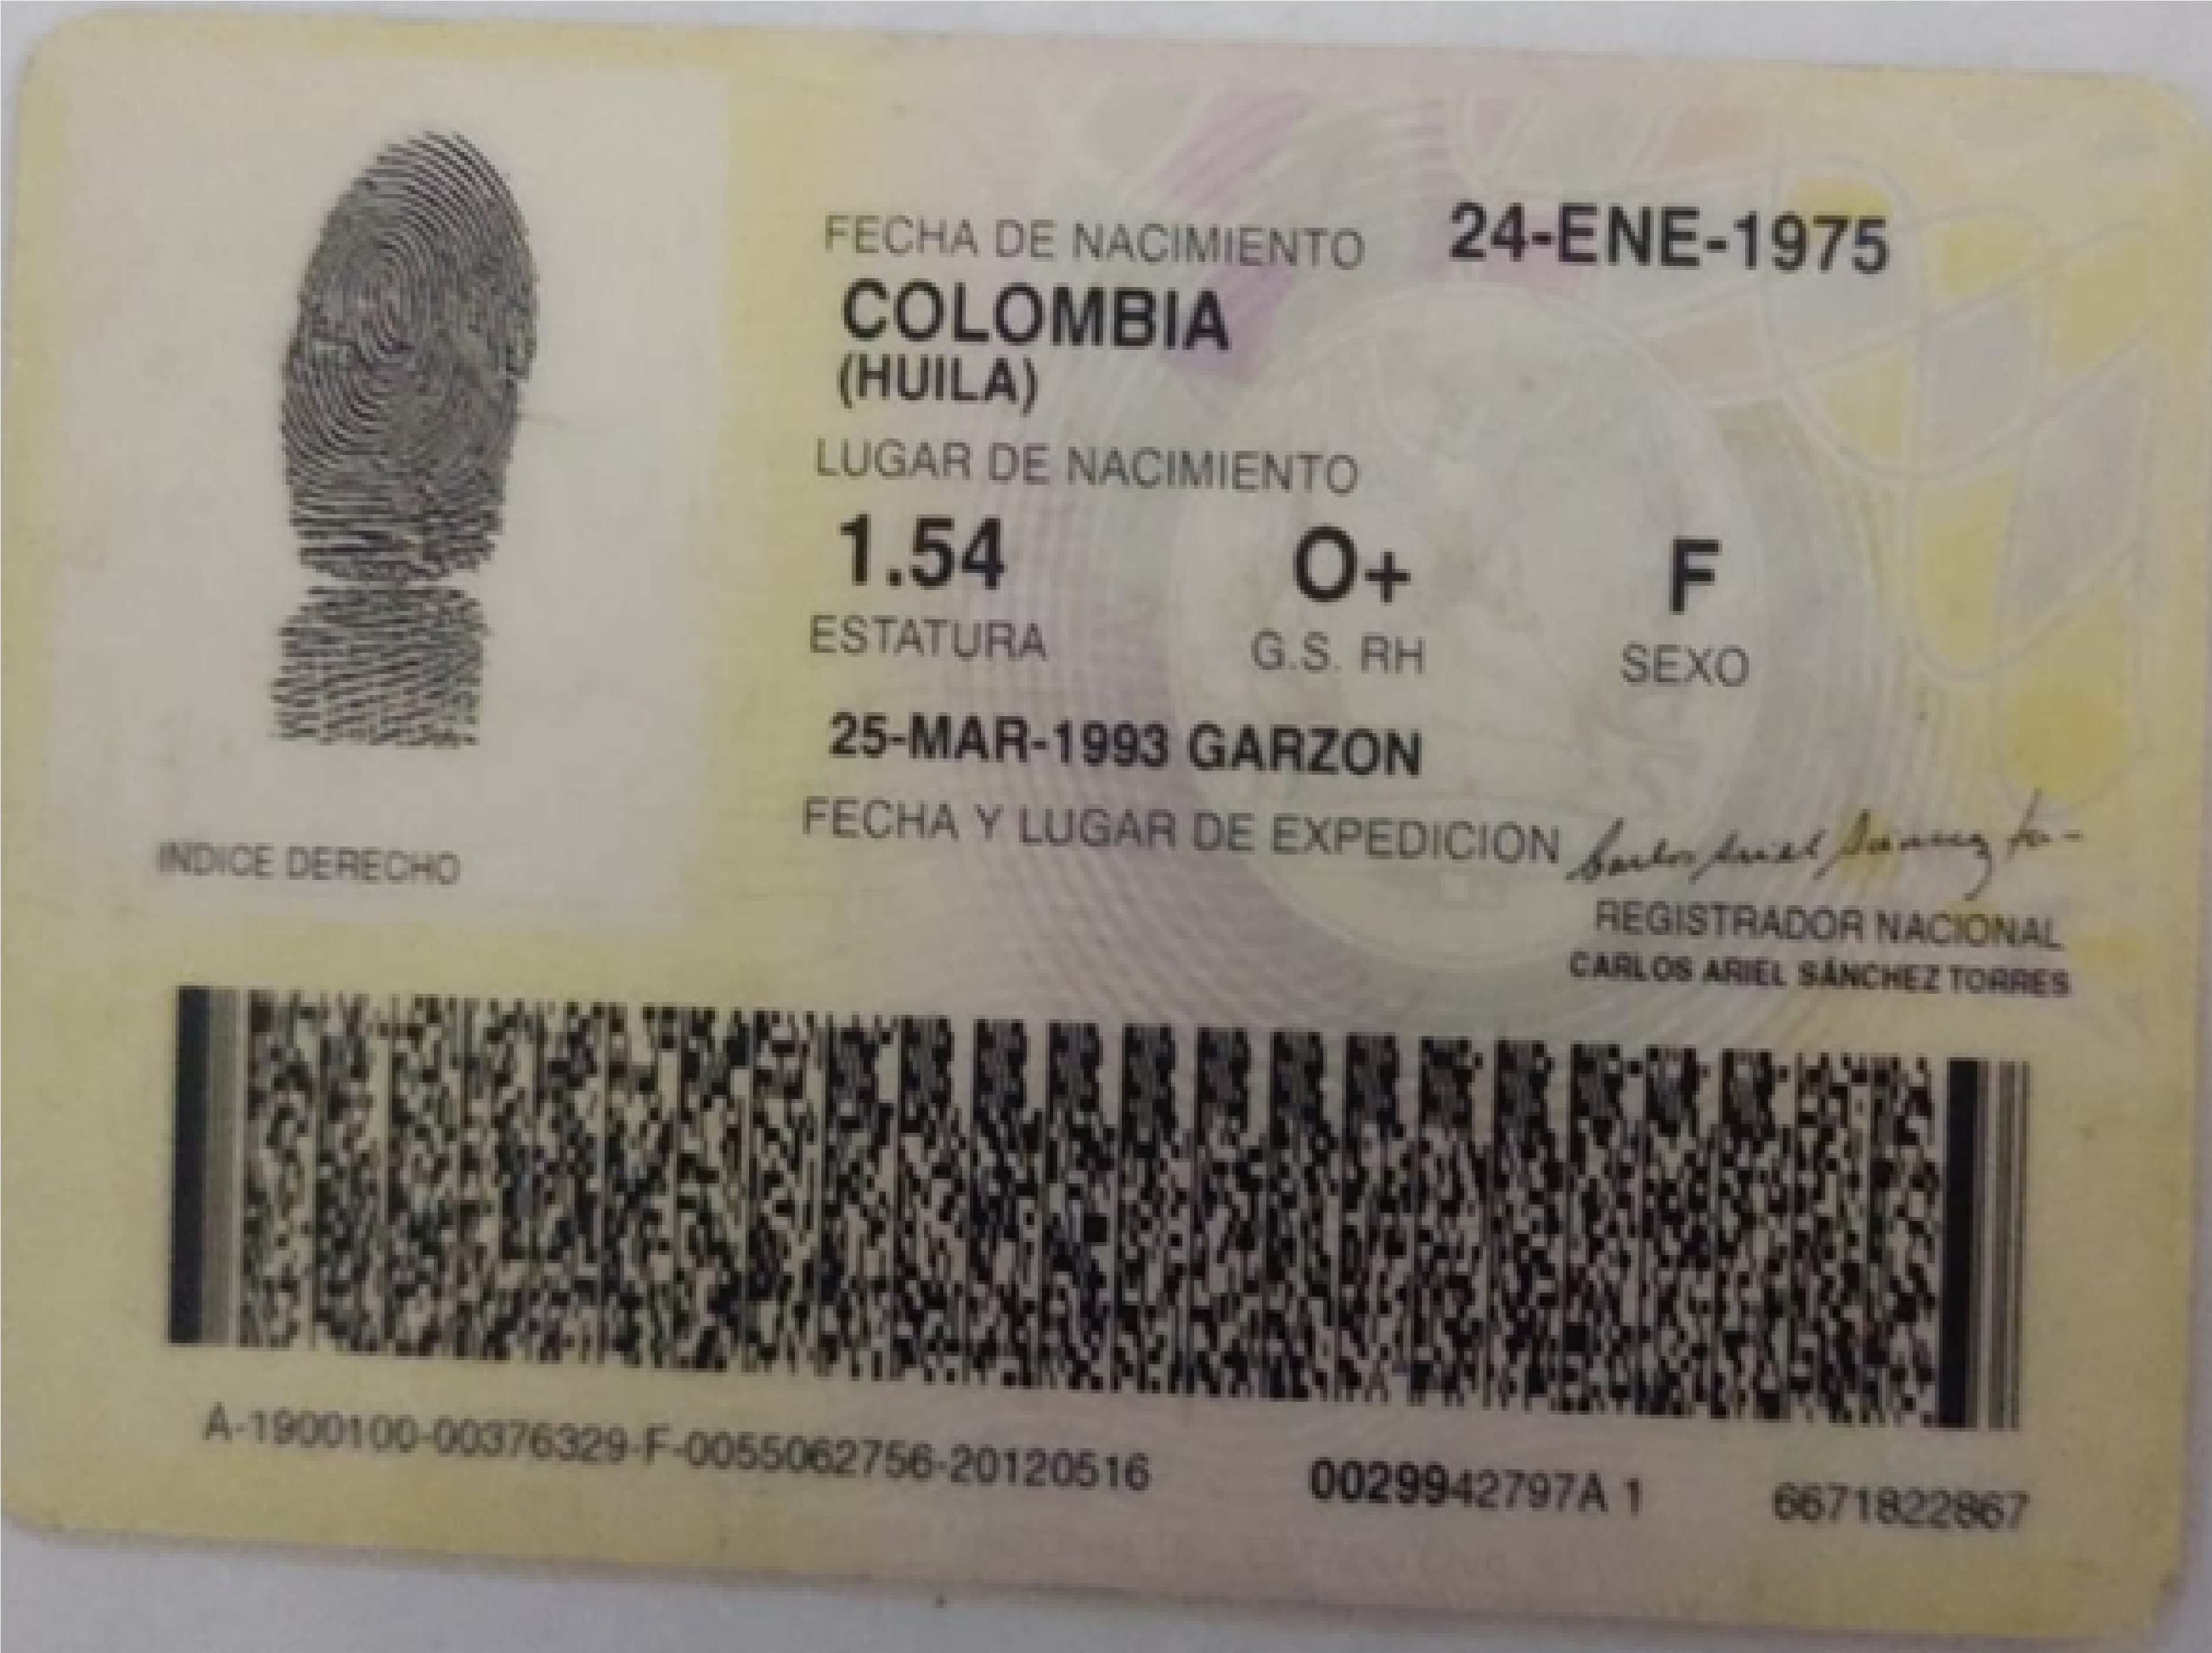 FECHA DE NACIMIENTO 24-ENE-1975
COLOMBIA
(HUILA)
LUGAR DE NACIMIENTO
1.54 O+ F
ESTATURA G.S. RH SEXO
25-MAR-1993 GARZON
FECHA Y LUGAR DE EXPEDICION
INDICE DERECHO
REGISTRADOR NACIONAL
CARLOS ARIEL SÁNCHEZ TORRES
A-1900100-00376329-F-0055062756-20120516 0029942797A 1 6671822867